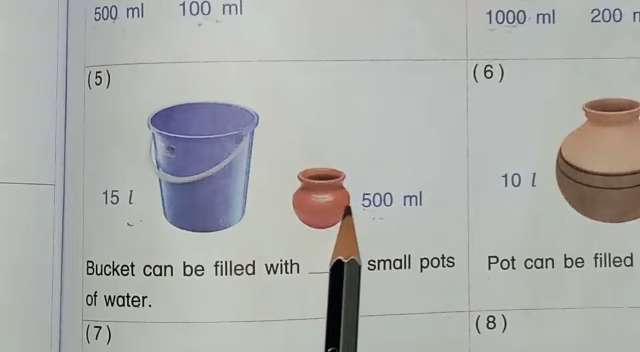 500 ml 100 ml
1000 ml 200
(5)
15 l
500 ml
Bucket can be filled with small pots
of water.
(6)
10 l
Pot can be filled
(7)
(8)